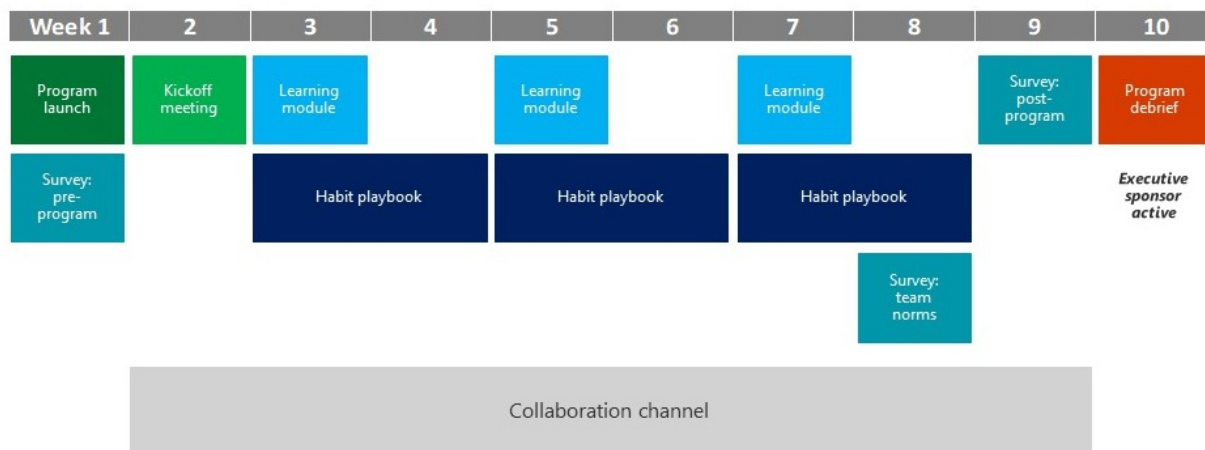 Week 1 2 3 4 5 6 7 8 9 10
Program
launch
Kickoff
meeting
Learning
module
Learning
module
Learning
module
Survey:
post-
program
Program
debrief
Survey:
pre-
program
Habit playbook
Habit playbook
Habit playbook
Executive
sponsor
active
Survey:
team
norms
Collaboration channel